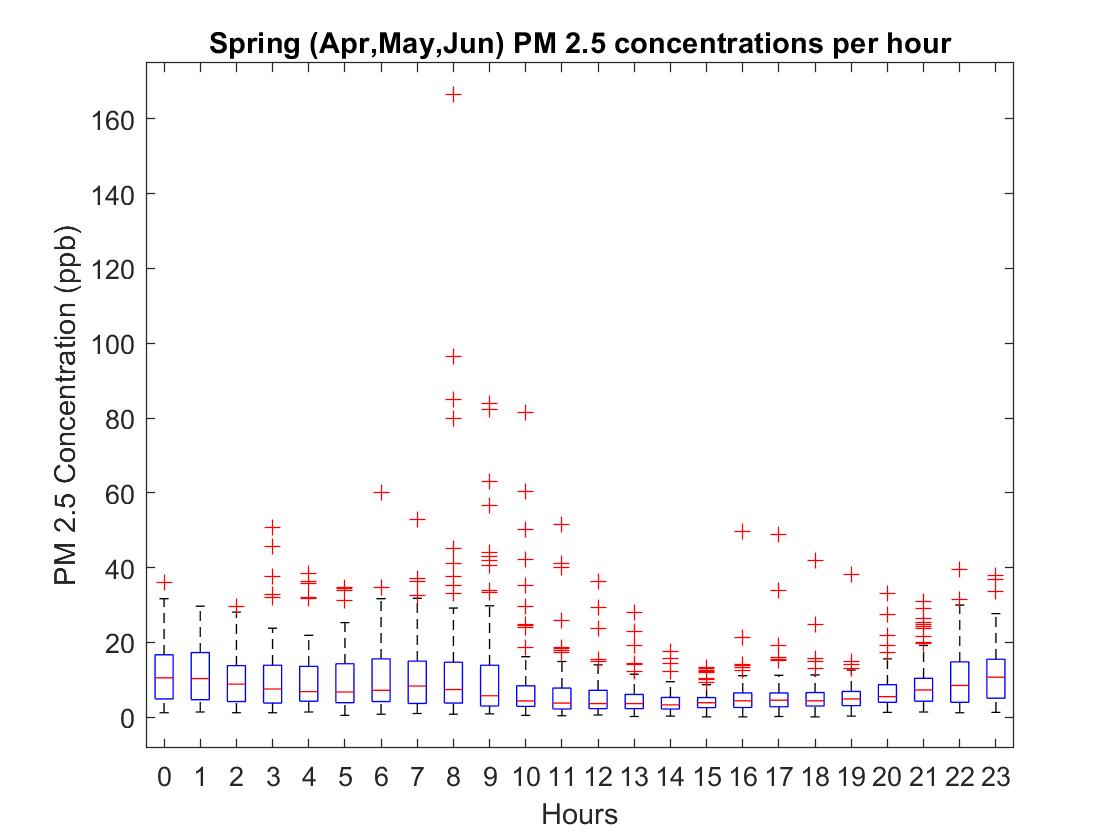 Spring (Apr,May,Jun) PM 2.5 concentrations per hour
160
140
120
100
80
60
40
20
0
PM 2.5 Concentration (ppb)
0 1 2 3 4 5 6 7 8 9 10 11 12 13 14 15 16 17 18 19 20 21 22 23
Hours